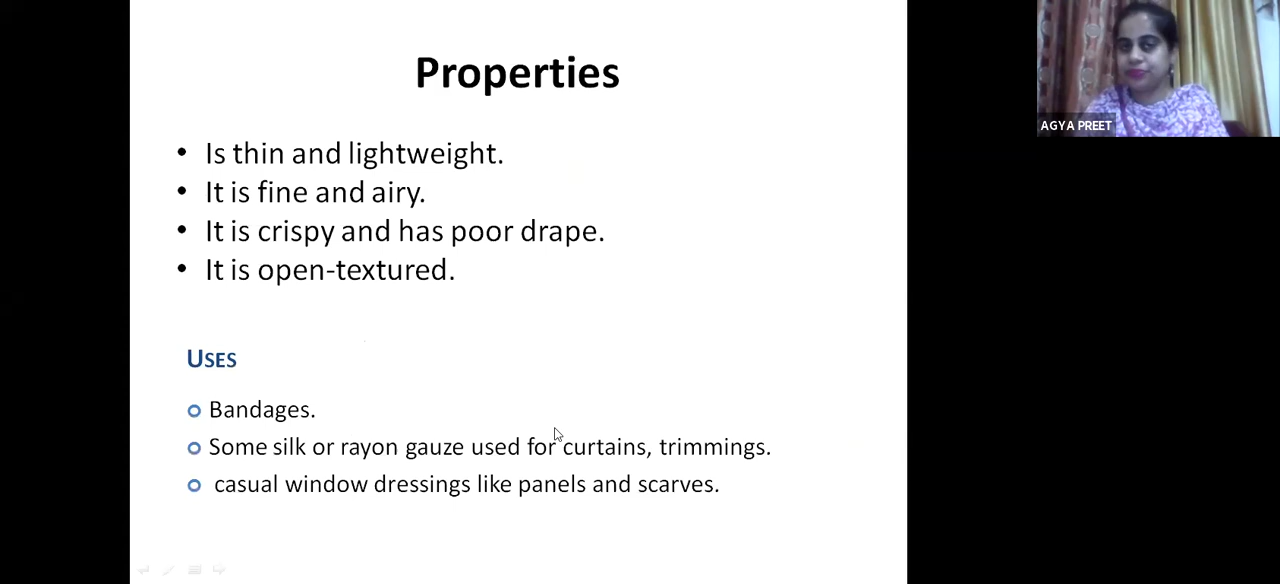 Properties
Is thin and lightweight.
It is fine and airy.
It is crispy and has poor drape.
It is open-textured.
USES
Bandages.
Some silk or rayon gauze used for curtains, trimmings.
casual window dressings like panels and scarves.
AGYA PREET